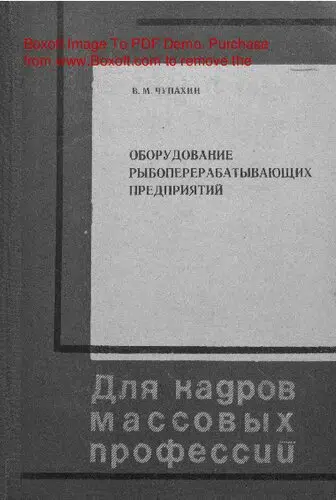 Boxoft Image To PDF Demo. Purchase
from www.Boxoft.com to remove the
В. М. ЧУПАХИН
ОБОРУДОВАНИЕ
РЫБОПЕРЕРАБАТЫВАЮЩИХ
ПРЕДПРИЯТИЙ
Для кадров
массовых
профессий